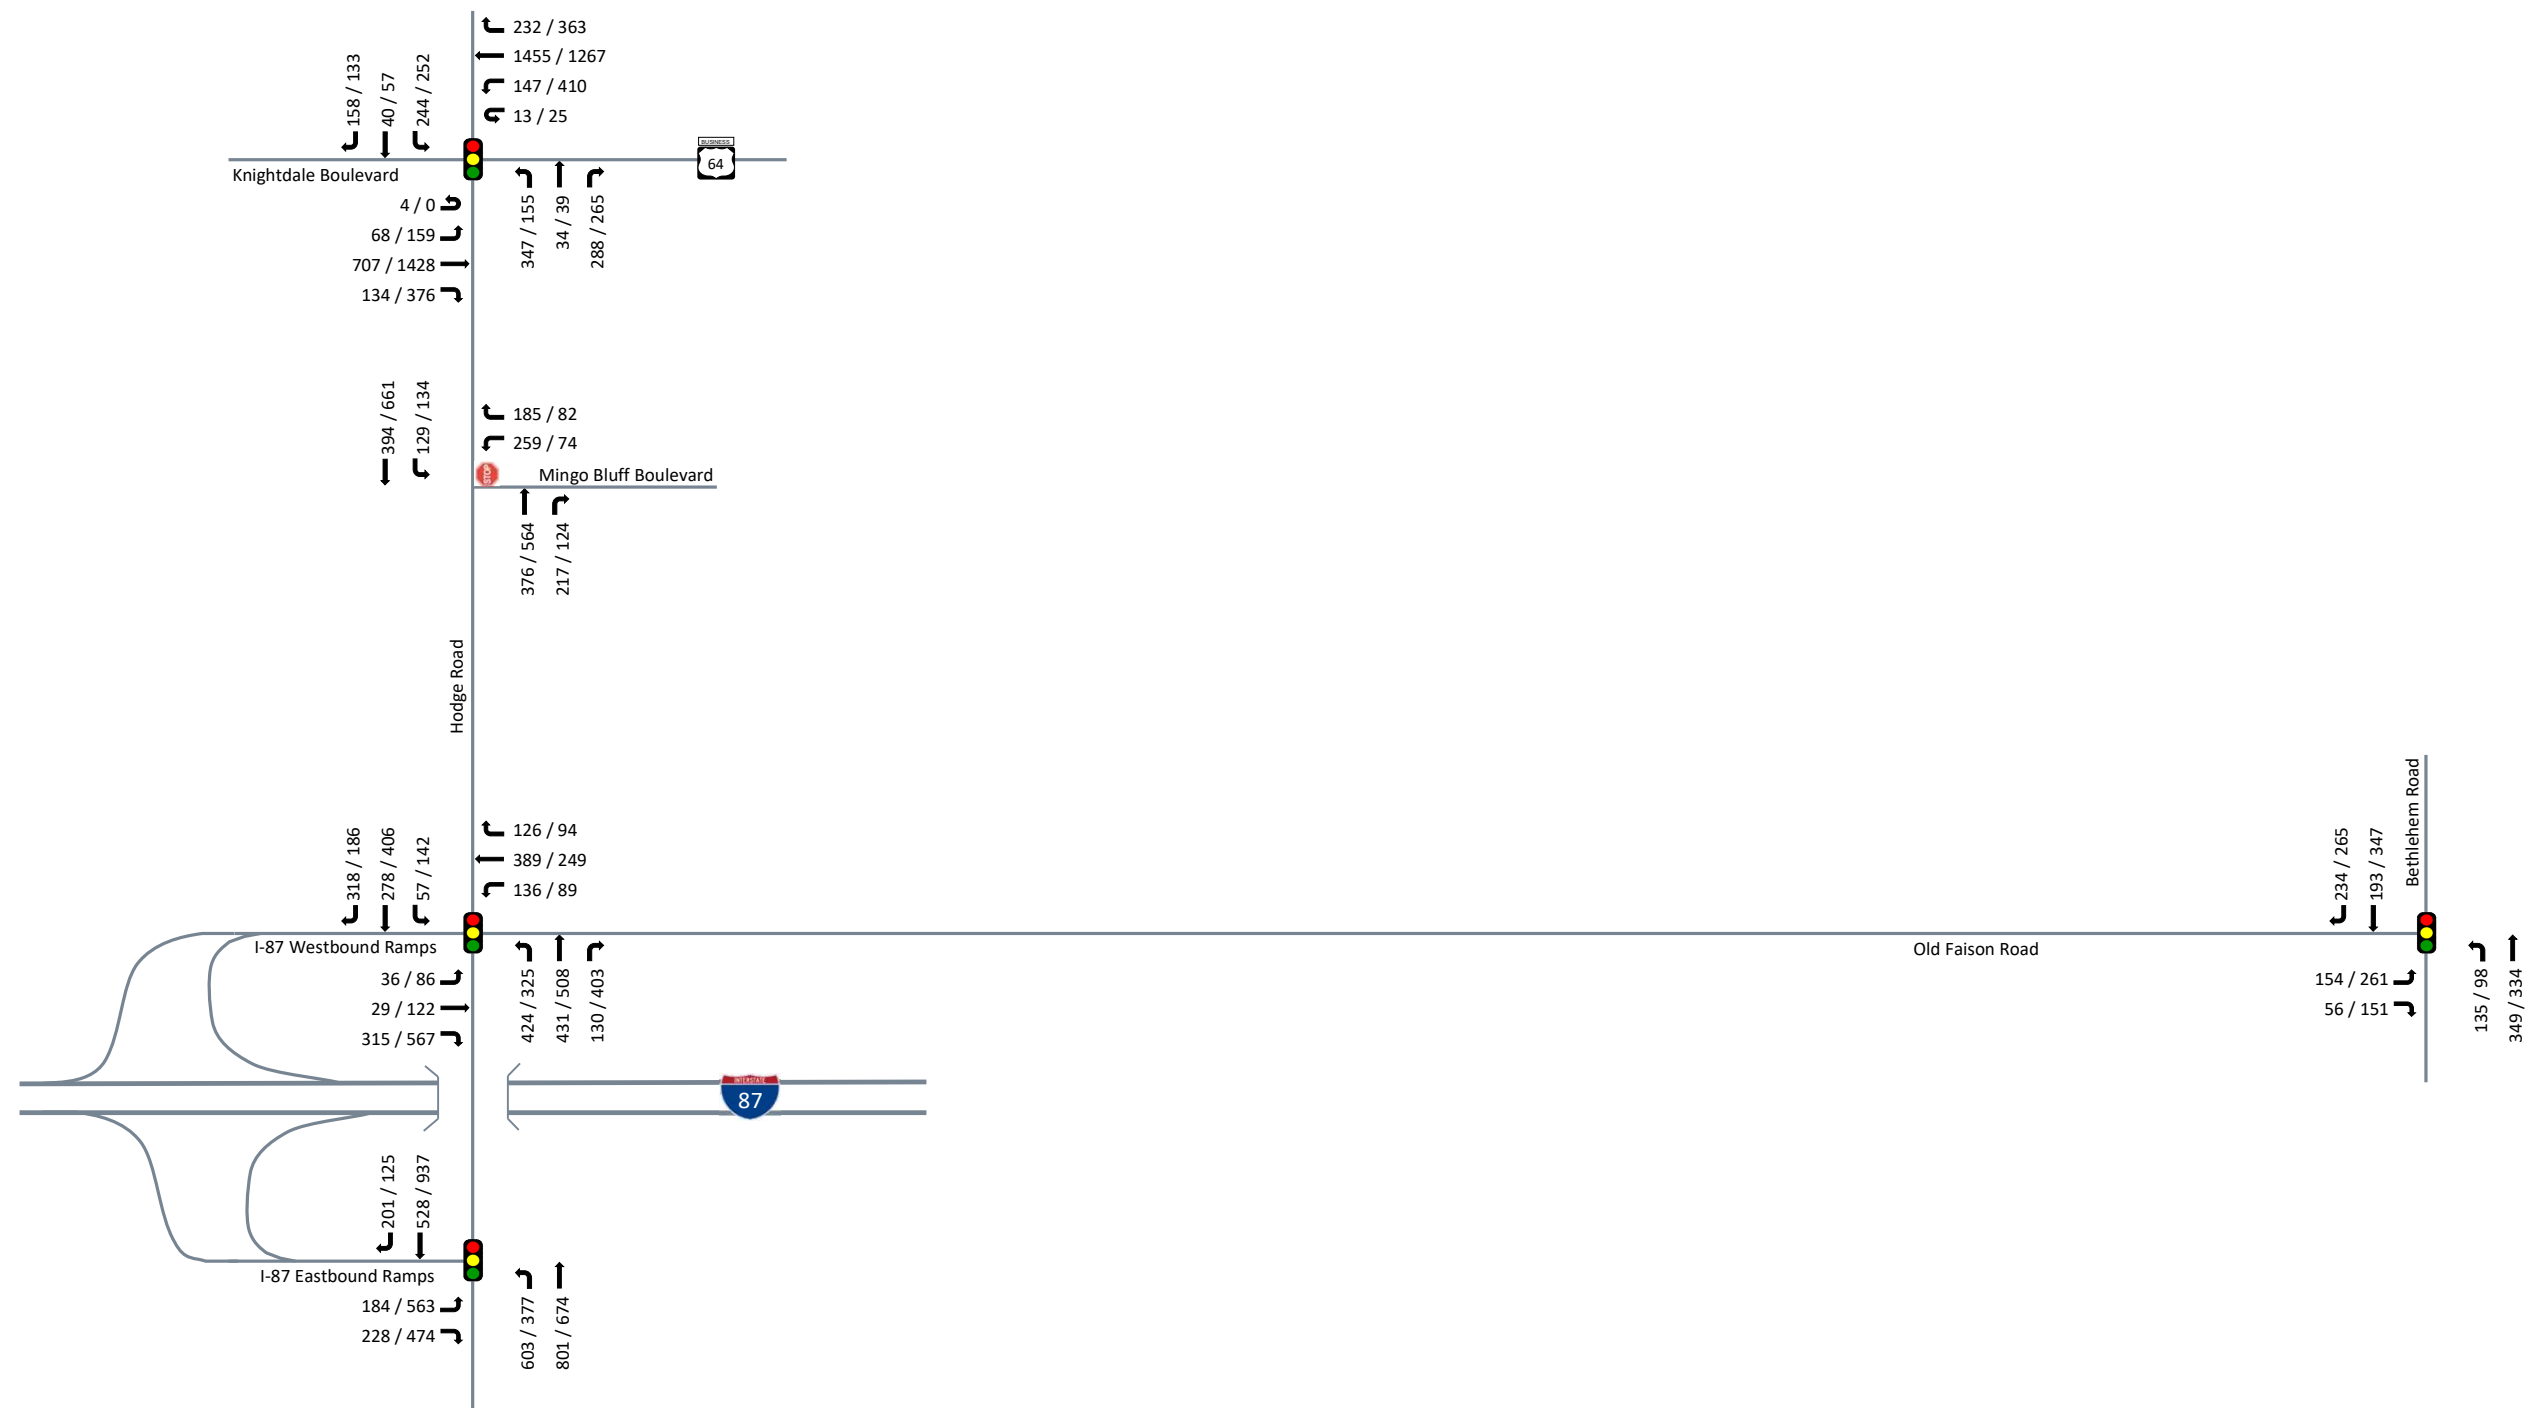 232 / 363
1455 / 1267
147 / 410
13 / 25
158 / 133
40 / 57
244 / 252
Knightdale Boulevard
BUSINESS
64
4 / 0
68 / 159
707 / 1428
134 / 376
347 / 155
34 / 39
288 / 265
394 / 661
129 / 134
185 / 82
259 / 74
STOP
Mingo Bluff Boulevard
376 / 564
217 / 124
Hodge Road
318 / 186
278 / 406
57 / 142
126 / 94
389 / 249
136 / 89
I-87 Westbound Ramps
36 / 86
29 / 122
315 / 567
424 / 325
431 / 508
130 / 403
Old Faison Road
234 / 265
193 / 347
Bethlehem Road
154 / 261
56 / 151
135 / 98
349 / 334
INTERSTATE
87
201 / 125
528 / 937
I-87 Eastbound Ramps
184 / 563
228 / 474
603 / 377
801 / 674